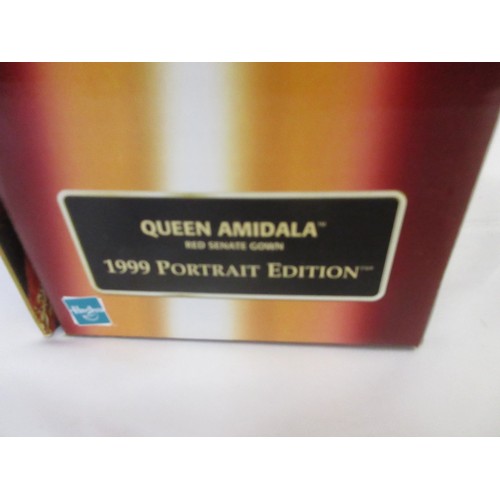 QUEEN AMIDALA™
RED SENATE GOWN
1999 PORTRAIT EDITION™
Hasbro